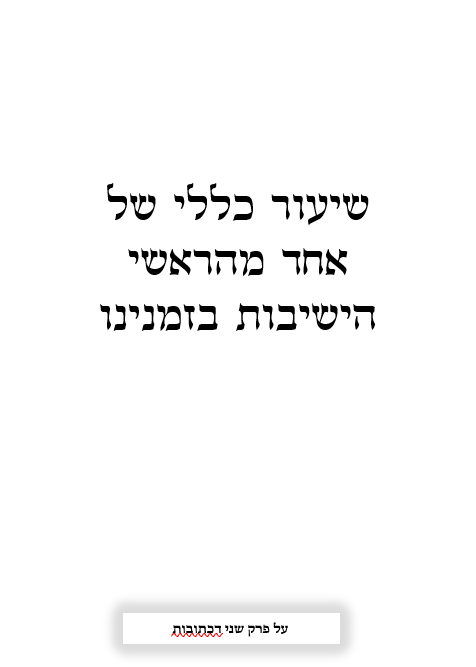 שיעור כללי של
אחד מהראשי
הישיבות בזמנינו
על פרק שני דכתובות